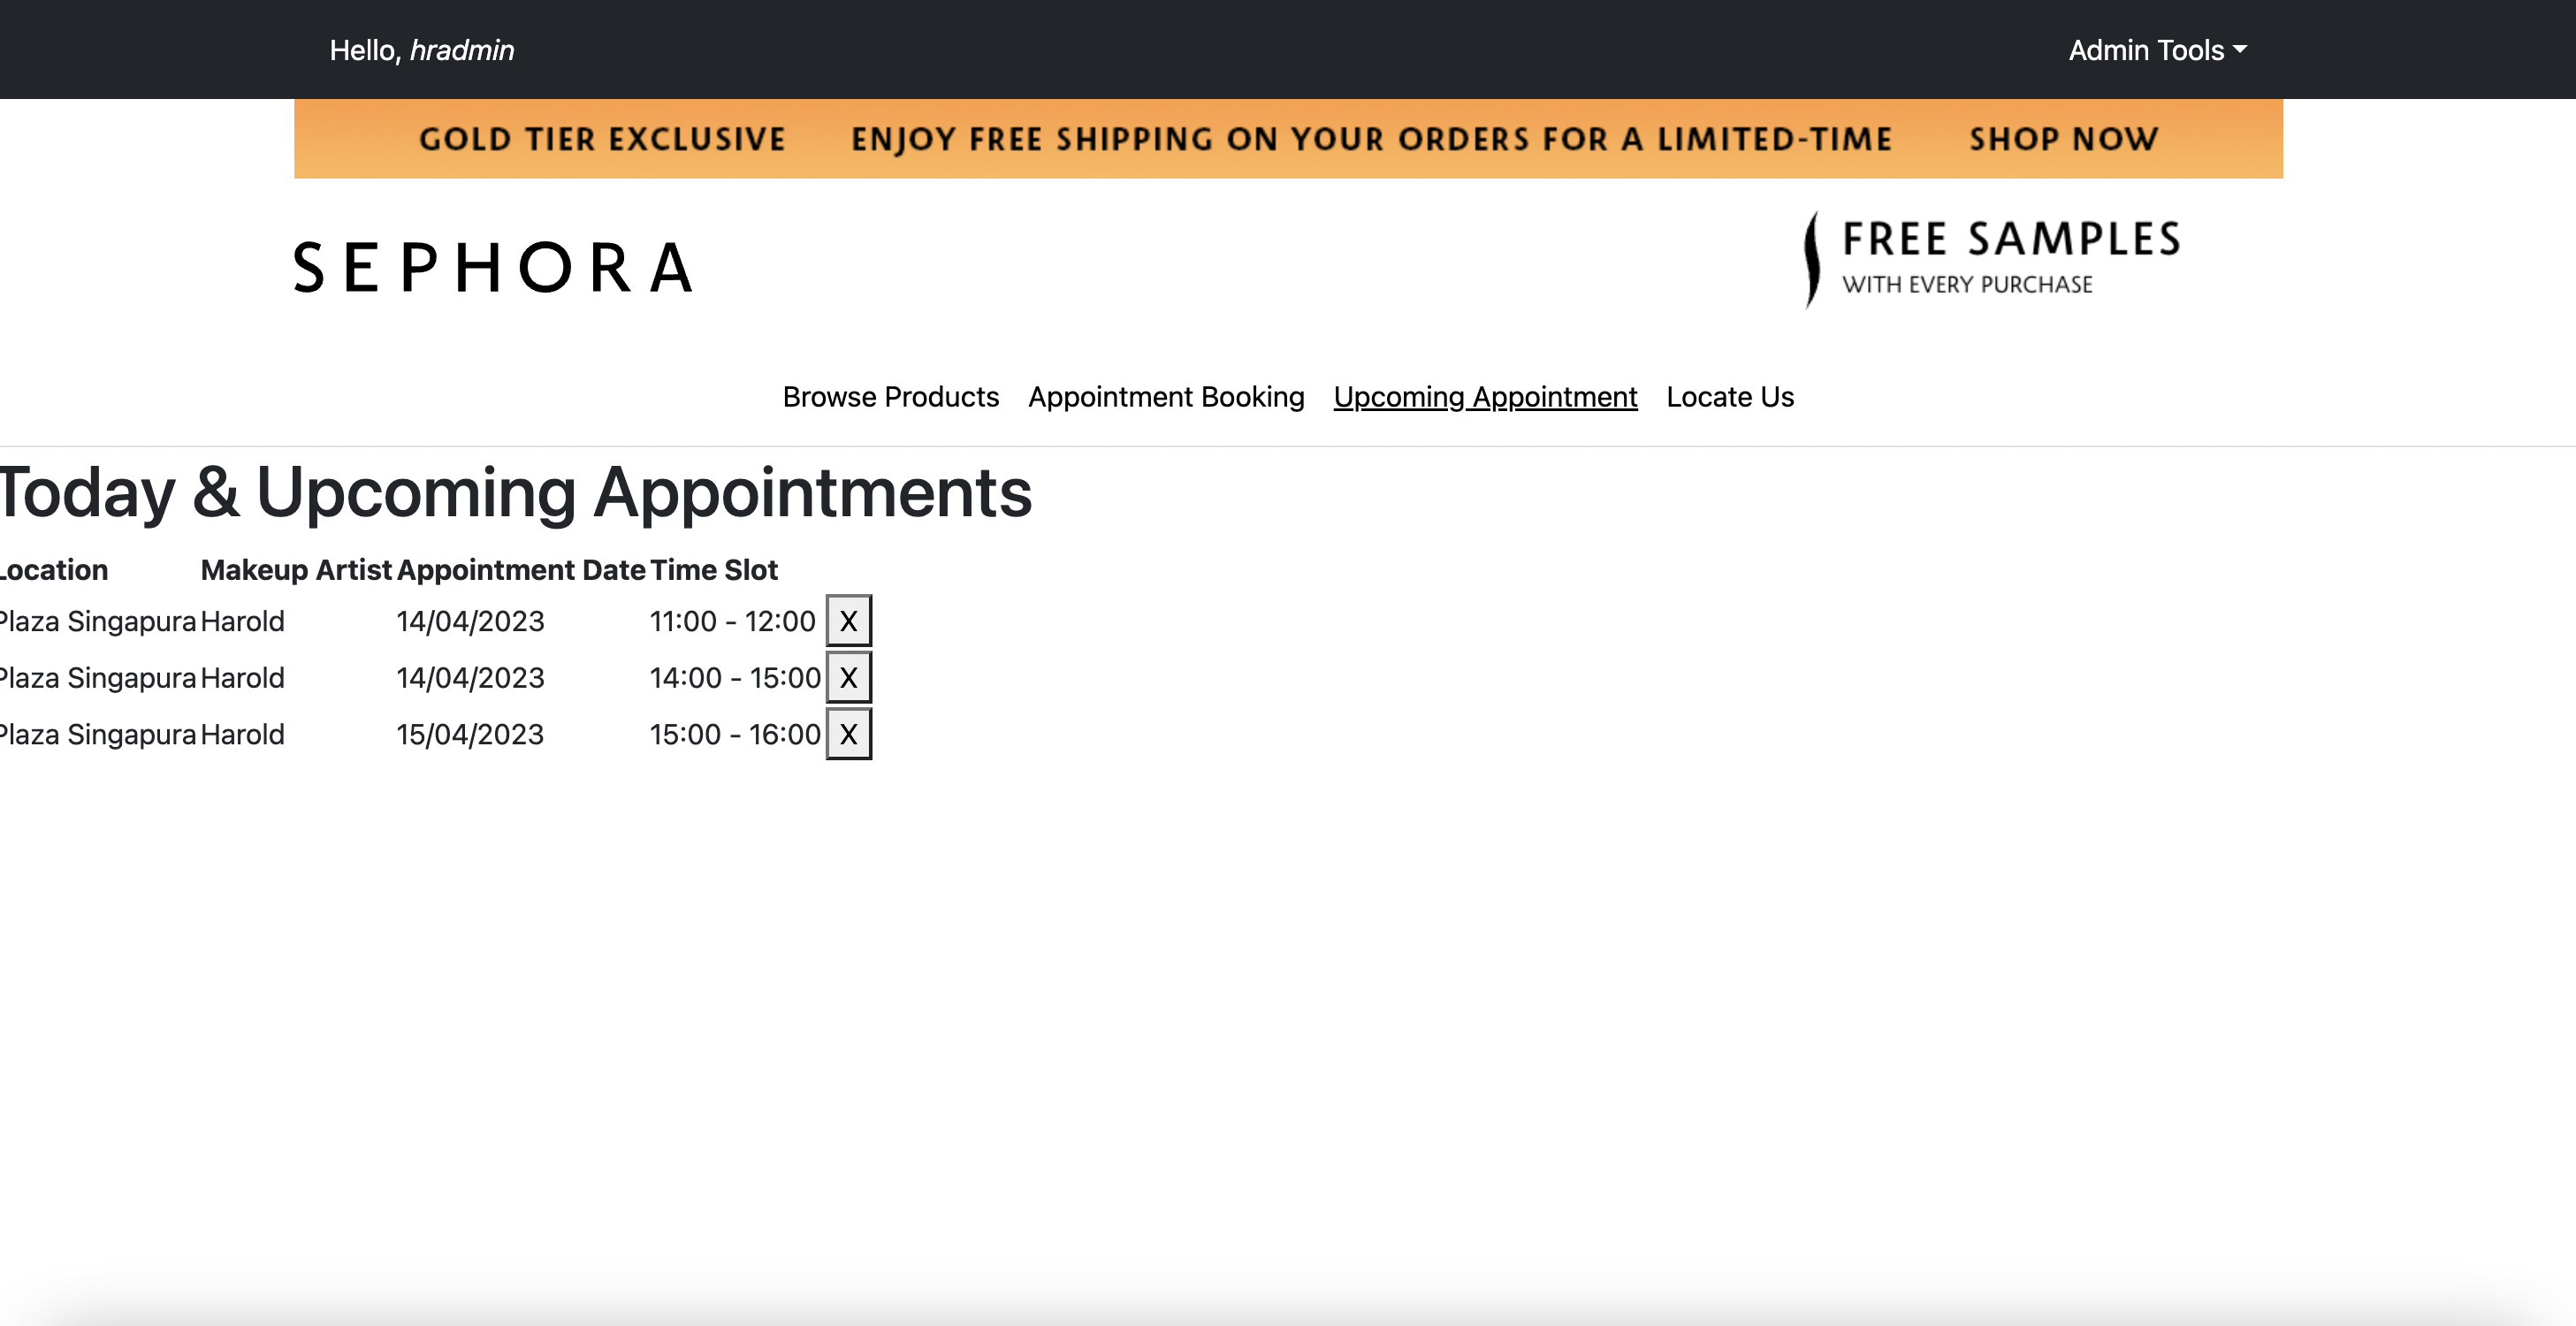 Hello, hradmin Admin Tools
GOLD TIER EXCLUSIVE ENJOY FREE SHIPPING ON YOUR ORDERS FOR A LIMITED-TIME SHOP NOW
SEPHORA
FREE SAMPLES
WITH EVERY PURCHASE
Browse Products Appointment Booking Upcoming Appointment Locate Us
Today & Upcoming Appointments
Location Makeup Artist Appointment Date Time Slot
Plaza Singapura Harold 14/04/2023 11:00 - 12:00 X
Plaza Singapura Harold 14/04/2023 14:00 - 15:00 X
Plaza Singapura Harold 15/04/2023 15:00 - 16:00 X